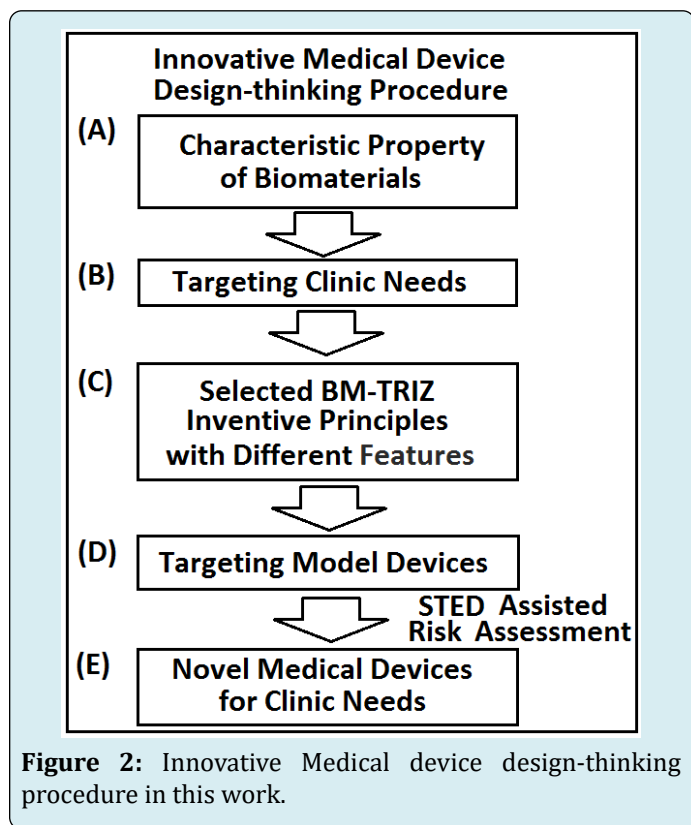 Innovative Medical Device
Design-thinking Procedure
(A)
Characteristic Property
of Biomaterials
(B)
Targeting Clinic Needs
(C)
Selected BM-TRIZ
Inventive Principles
with Different Features
(D)
Targeting Model Devices
STED Assisted
Risk Assessment
(E)
Novel Medical Devices
for Clinic Needs
Figure 2: Innovative Medical device design-thinking
procedure in this work.